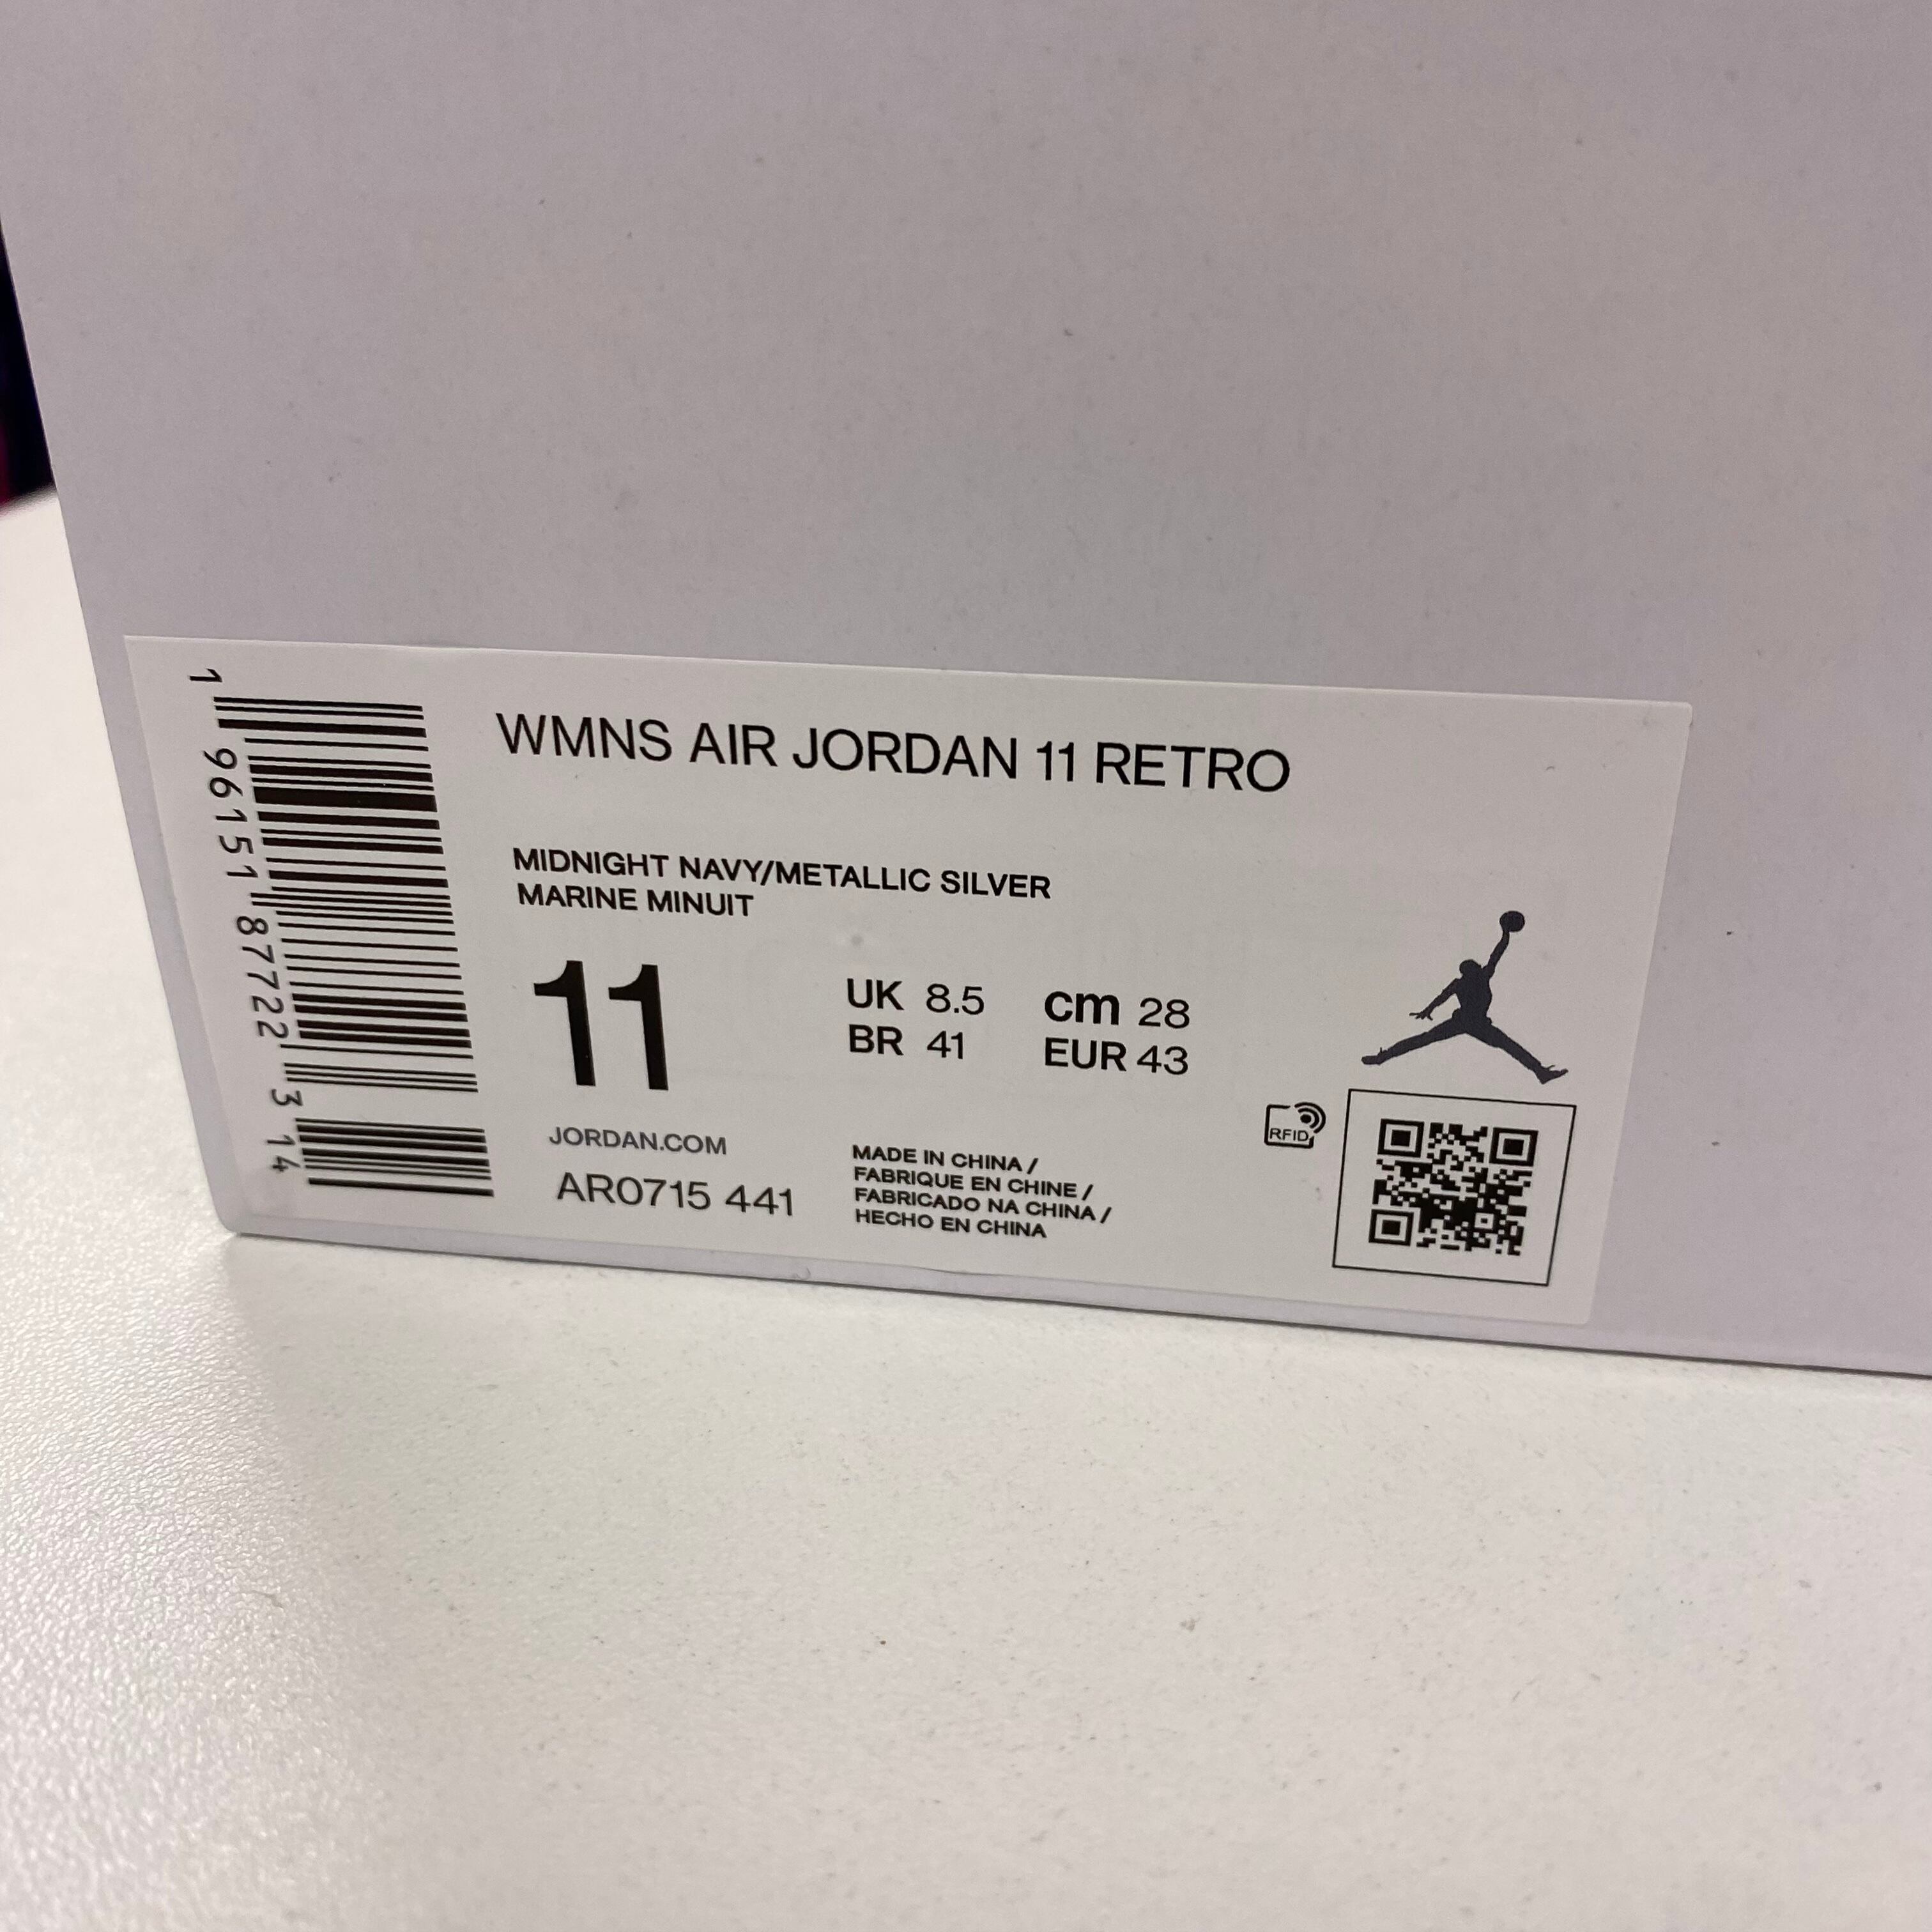 WMNS AIR JORDAN 11 RETRO
MIDNIGHT NAVY/METALLIC SILVER
MARINE MINUIT
11
UK 8.5 cm 28
BR 41 EUR 43
JORDAN.COM
AR0715 441
MADE IN CHINA /
FABRIQUE EN CHINE /
FABRICADO NA CHINA /
HECHO EN CHINA
RFID
1 96151 87722 3 14